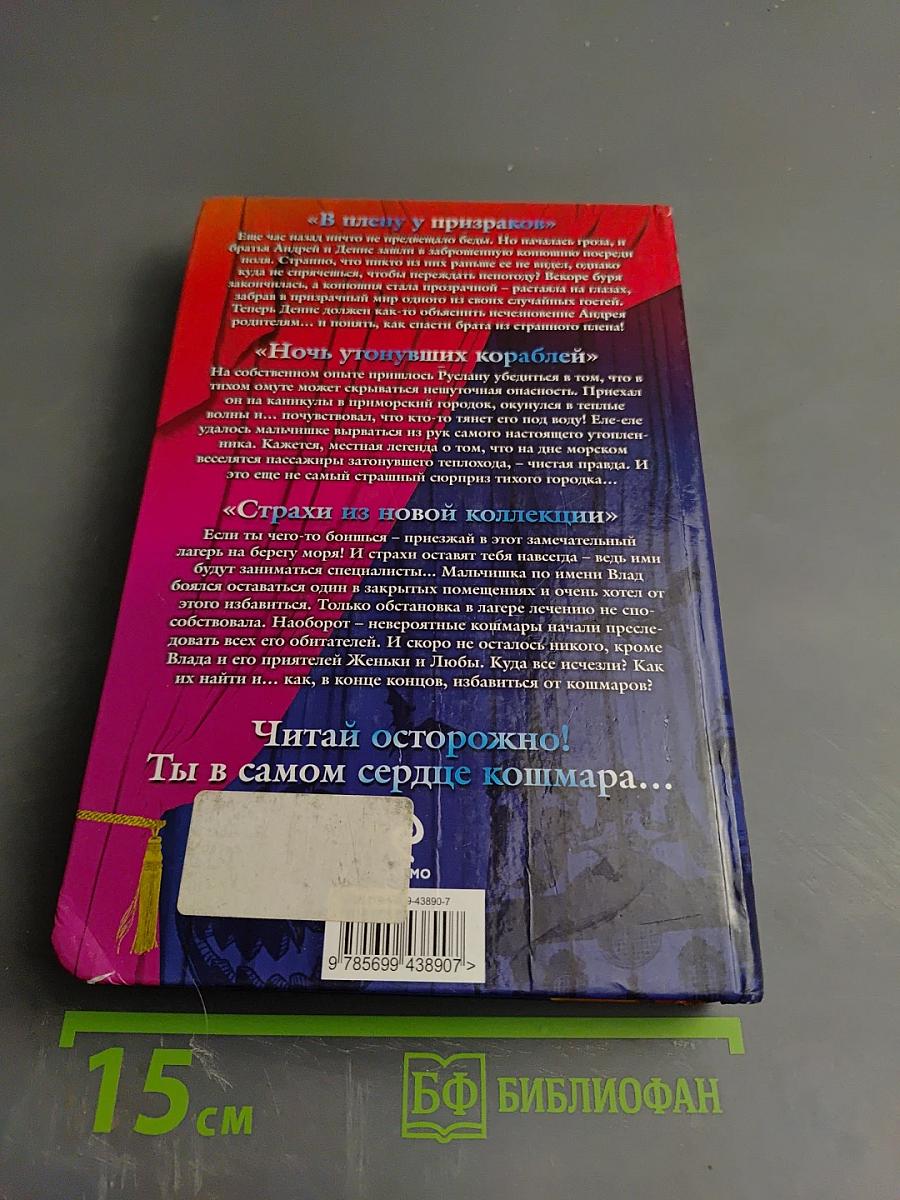 «В плену у призраков»
Еще час назад ничто не предвещало беды. Но началась гроза, и
братья Андрей и Денис зашли в заброшенную конюшню посреди
поля. Странно, что никто из них раньше ее не видел, однако
куда не спрячешься, чтобы переждать непогоду? Вскоре буря
закончилась, а конюшня стала прозрачной – растаяла на глазах,
забрав в призрачный мир одного из своих случайных гостей.
Теперь Денис должен как-то объяснить исчезновение Андрея
родителям... и понять, как спасти брата из странного плена!
«Ночь утонувших кораблей»
На собственном опыте пришлось Руслану убедиться в том, что в
тихом омуте может скрываться нешуточная опасность. Приехал
он на каникулы в приморский городок, окунулся в теплые
волны и... почувствовал, что кто-то тянет его под воду! Еле-еле
удалось мальчишке вырваться из рук самого настоящего утоплен-
ника. Кажется, местная легенда о том, что на дне морском
веселятся пассажиры затонувшего теплохода, – чистая правда. И
это еще не самый страшный сюрприз тихого городка...
«Страхи из новой коллекции»
Если ты чего-то боишься – приезжай в этот замечательный
лагерь на берегу моря! И страхи оставят тебя навсегда – ведь ими
будут заниматься специалисты... Мальчишка по имени Влад
боялся оставаться один в закрытых помещениях и очень хотел от
этого избавиться. Только обстановка в лагере лечению не спо-
собствовала. Наоборот – невероятные кошмары начали пресле-
довать всех его обитателей. И скоро не осталось никого, кроме
Влада и его приятелей Женьки и Любы. Куда все исчезли? Как
их найти и... как, в конце концов, избавиться от кошмаров?
Читай осторожно!
Ты в самом сердце кошмара...
мо
9-43890-7
9 785699 438907 >
15 см
БФ БИБЛИОФАН